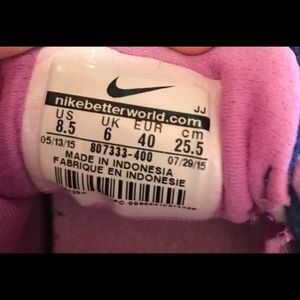 JJ
nikebetterworld.com
US UK EUR cm
8.5 6 40 25.5
05/13/15 807333-400 07/29/15
MADE IN INDONESIA
FABRIQUE EN INDONESIE